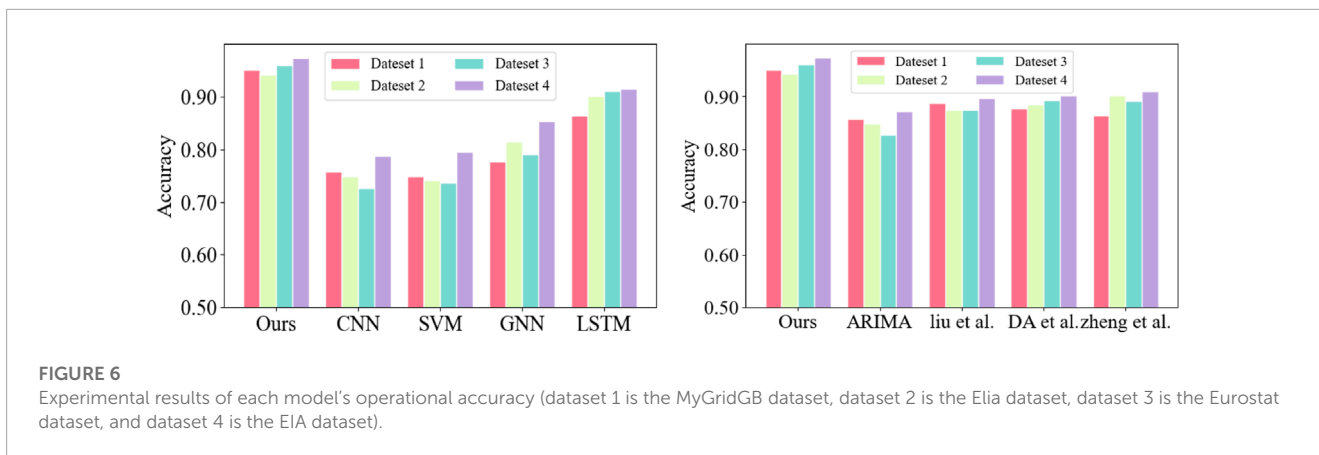 Dateset 1
Dateset 3
Dateset 2
Dateset 4
0.90
0.80
0.70
0.60
0.50
Accuracy
Ours
CNN
SVM
GNN
LSTM
Dateset 1
Dateset 3
Dateset 2
Dateset 4
0.90
0.80
0.70
0.60
0.50
Accuracy
Ours
ARIMA
liu et al.
DA et al.
zheng et al.
FIGURE 6
Experimental results of each model's operational accuracy (dataset 1 is the MyGridGB dataset, dataset 2 is the Elia dataset, dataset 3 is the Eurostat
dataset, and dataset 4 is the EIA dataset).